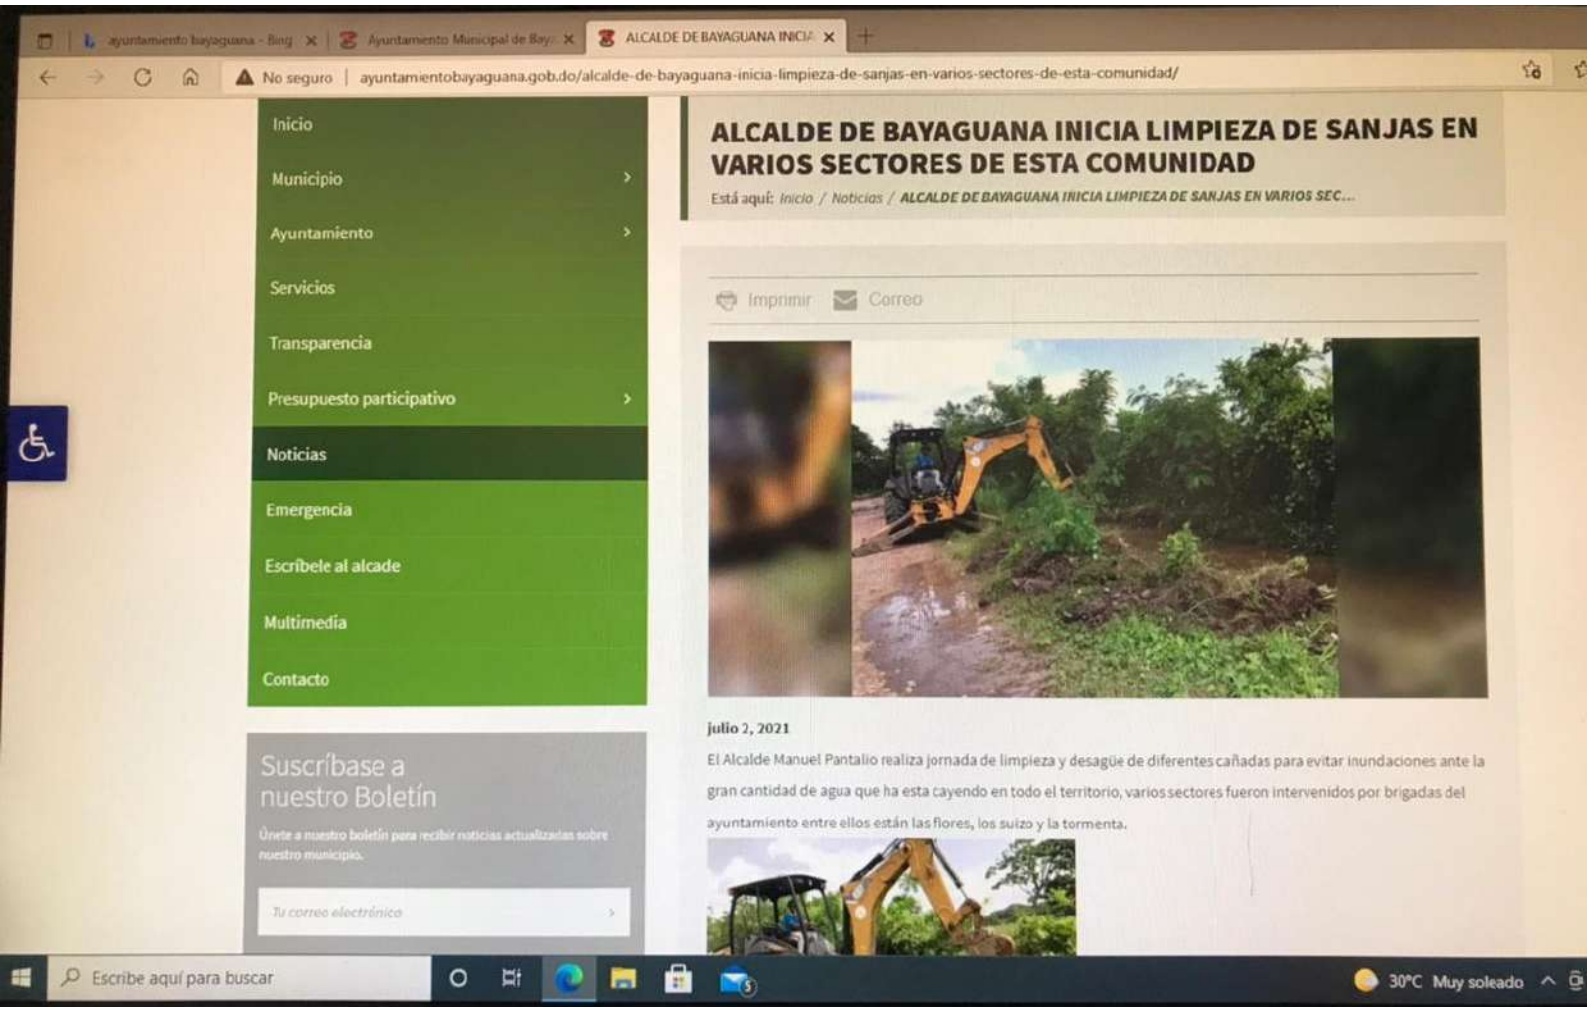 ayuntamiento bayaguana - Bing
Ayuntamiento Municipal de Baya
ALCALDE DE BAYAGUANA INICIA
No seguro | ayuntamientobayaguana.gob.do/alcalde-de-bayaguana-inicia-limpieza-de-sanjas-en-varios-sectores-de-esta-comunidad/
Inicio
Municipio
Ayuntamiento
Servicios
Transparencia
Presupuesto participativo
Noticias
Emergencia
Escríbele al alcade
Multimedia
Contacto
Suscríbase a
nuestro Boletín
Únete a nuestro boletín para recibir noticias actualizadas sobre
nuestro municipio.
Tu correo electrónico
ALCALDE DE BAYAGUANA INICIA LIMPIEZA DE SANJAS EN
VARIOS SECTORES DE ESTA COMUNIDAD
Está aquí: Inicio / Noticias / ALCALDE DE BAYAGUANA INICIA LIMPIEZA DE SANJAS EN VARIOS SEC...
Imprimir Correo
julio 2, 2021
El Alcalde Manuel Pantalio realiza jornada de limpieza y desagüe de diferentes cañadas para evitar inundaciones ante la
gran cantidad de agua que ha esta cayendo en todo el territorio, varios sectores fueron intervenidos por brigadas del
ayuntamiento entre ellos están las flores, los suizo y la tormenta.
Escribe aquí para buscar
5
30°C Muy soleado